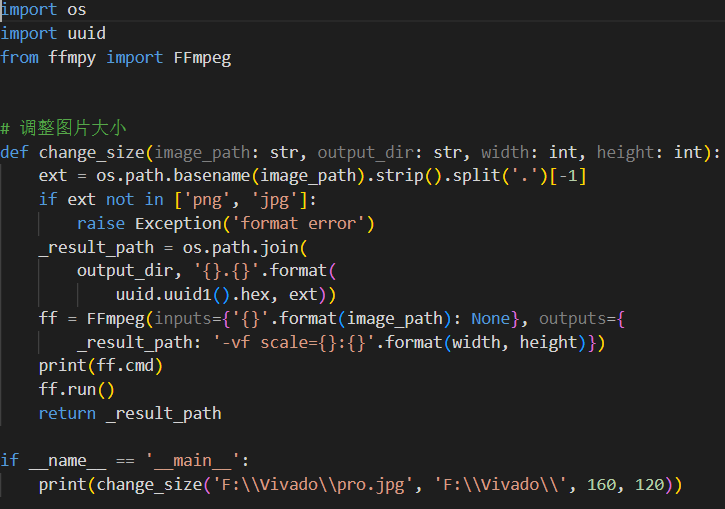 import os
import uuid
from ffmpy import FFmpeg
# 调整图片大小
def change_size(image_path: str, output_dir: str, width: int, height: int):
    ext = os.path.basename(image_path).strip().split('.')[-1]
    if ext not in ['png', 'jpg']:
        raise Exception('format error')
    _result_path = os.path.join(
        output_dir, '{}.{}'.format(
            uuid.uuid1().hex, ext))
    ff = FFmpeg(inputs={'{}'.format(image_path): None}, outputs={
        _result_path: '-vf scale={}:{}'.format(width, height)})
    print(ff.cmd)
    ff.run()
    return _result_path
if __name__ == '__main__':
    print(change_size('F:\\Vivado\\pro.jpg', 'F:\\Vivado\\', 160, 120))